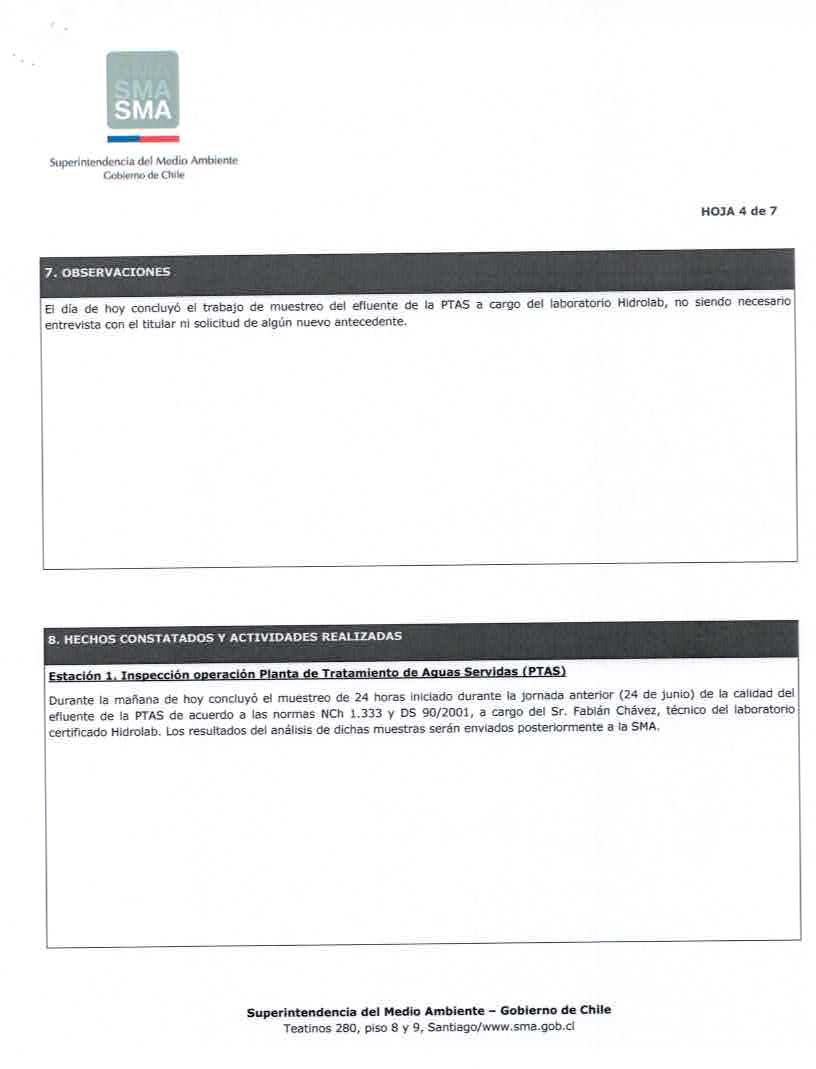 SMA
SMA
Superintendencia del Medio Ambiente
Gobierno de Chile
HOJA 4 de 7
7. OBSERVACIONES
El día de hoy concluyó el trabajo de muestreo del efluente de la PTAS a cargo del laboratorio Hidrolab, no siendo necesario
entrevista con el titular ni solicitud de algún nuevo antecedente.
8. HECHOS CONSTATADOS Y ACTIVIDADES REALIZADAS
Estación 1. Inspección operación Planta de Tratamiento de Aguas Servidas (PTAS)
Durante la mañana de hoy concluyó el muestreo de 24 horas iniciado durante la jornada anterior (24 de junio) de la calidad del
efluente de la PTAS de acuerdo a las normas NCh 1.333 y DS 90/2001, a cargo del Sr. Fabián Chávez, técnico del laboratorio
certificado Hidrolab. Los resultados del análisis de dichas muestras serán enviados posteriormente a la SMA.
Superintendencia del Medio Ambiente – Gobierno de Chile
Teatinos 280, piso 8 y 9, Santiago/www.sma.gob.cl